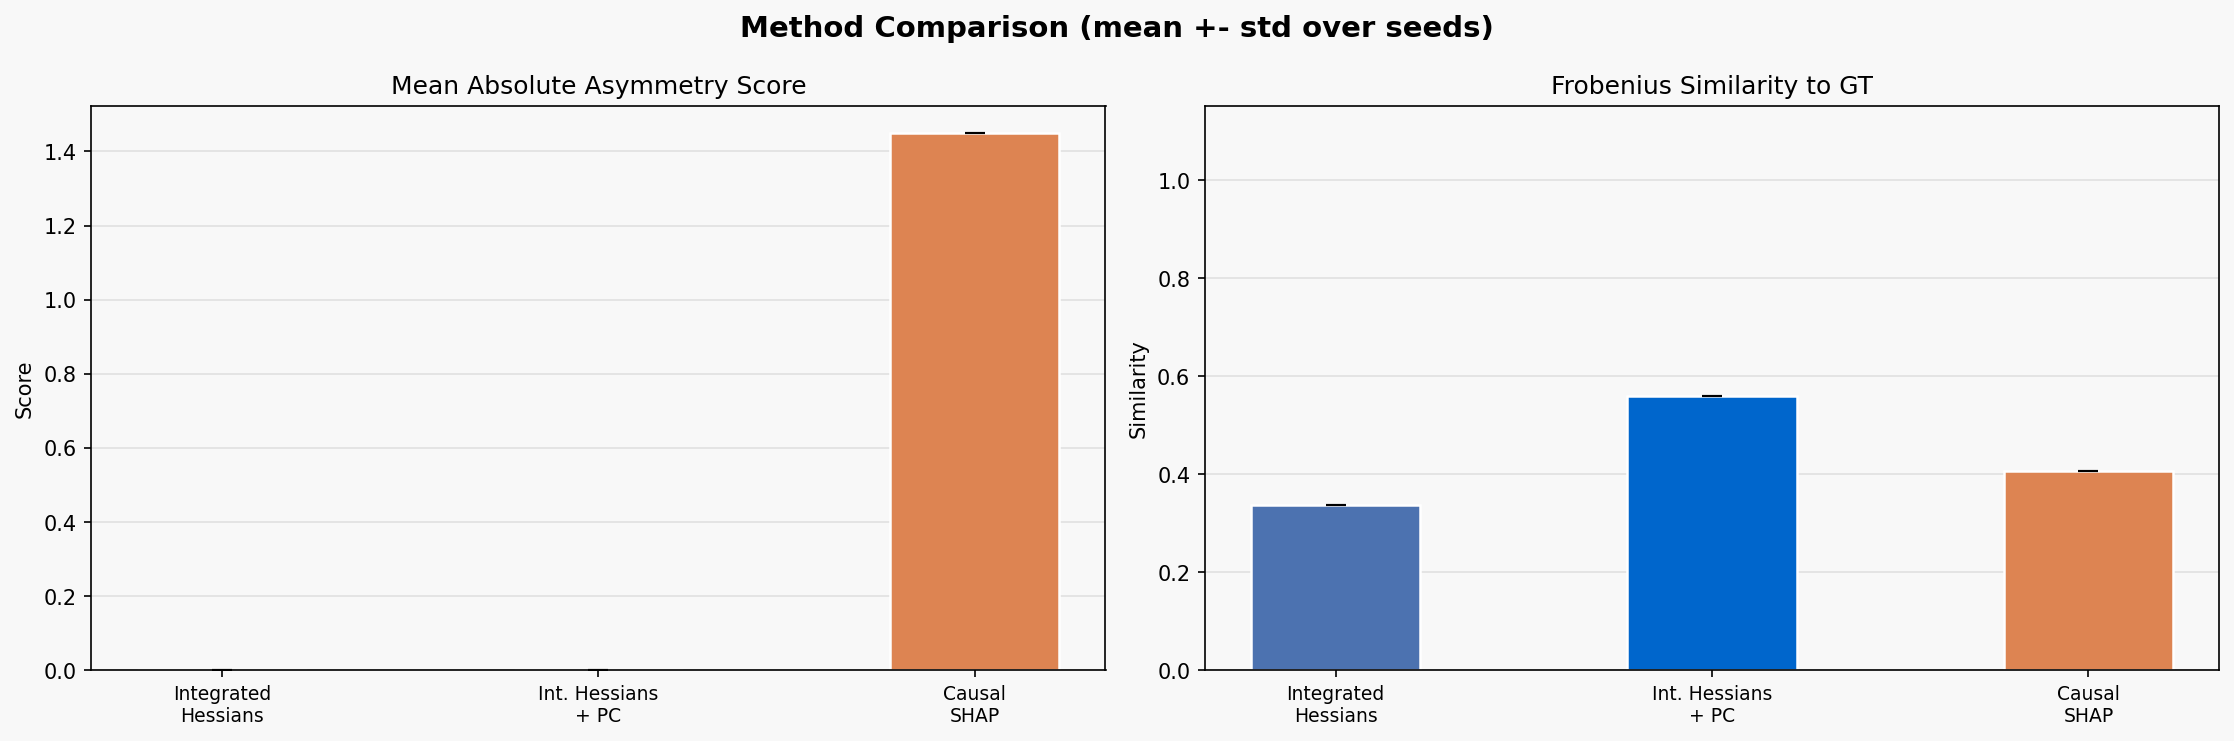 Method Comparison (mean +- std over seeds)
Mean Absolute Asymmetry Score
Score
1.4
1.2
1.0
0.8
0.6
0.4
0.2
0.0
Integrated
Hessians
Int. Hessians
+ PC
Causal
SHAP
Frobenius Similarity to GT
Similarity
1.0
0.8
0.6
0.4
0.2
0.0
Integrated
Hessians
Int. Hessians
+ PC
Causal
SHAP